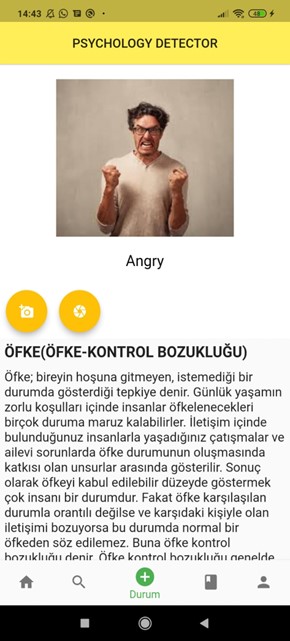 14:43
48
PSYCHOLOGY DETECTOR
Angry
ÖFKE(ÖFKE-KONTROL BOZUKLUĞU)
Öfke; bireyin hoşuna gitmeyen, istemediği bir
durumda gösterdiği tepkiye denir. Günlük yaşamın
zorlu koşulları içinde insanlar öfkelenecekleri
birçok duruma maruz kalabilirler. İletişim içinde
bulunduğunuz insanlarla yaşadığınız çatışmalar ve
ailevi sorunlarda öfke durumunun oluşmasında
katkısı olan unsurlar arasında gösterilir. Sonuç
olarak öfkeyi kabul edilebilir düzeyde göstermek
çok insani bir durumdur. Fakat öfke karşılaşılan
durumla orantılı değilse ve karşıdaki kişiyle olan
iletişimi bozuyorsa bu durumda normal bir
öfkeden söz edilemez. Buna öfke kontrol
bozukluğu denir. Öfke kontrol bozukluğu genelde
Durum